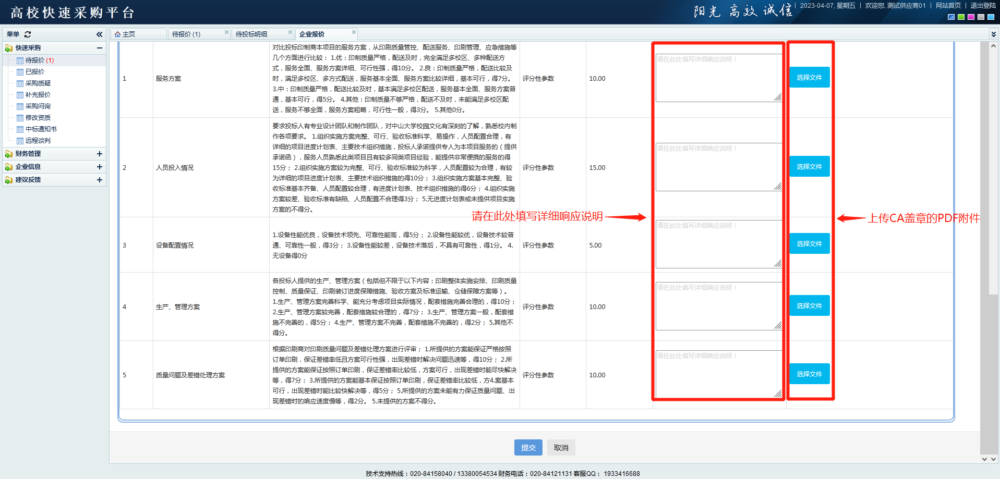 高校快速采购平台
阳光 高效 诚信
2023-04-07, 星期五 | 欢迎您, 测试供应商01 | 网站首页 | 退出登陆
菜单
主页
待报价 (1)
待投标明细
企业报价
快速采购
待报价 (1)
已报价
采购质疑
补充报价
采购问询
修改资质
中标通知书
远程谈判
财务管理
企业信息
建议反馈
1
服务方案
对比投标印制商本项目的服务方案，从印刷质量管控、配送服务、印刷管理、应急措施等
几个方面进行比较： 1.优：印制质量严格，配送及时，完全满足多校区、多种配送方
式，服务全面、服务方案详细、可行性强，得10分。 2.良：印制质量严格，配送比较及
时，满足多校区、多方式配送，服务基本全面、服务方案比较详细，基本可行，得7分。
3.中：印制质量严格，配送比较及时，基本满足多校区配送，服务基本全面、服务方案普
通，基本可行，得5分。 4.其他：印制质量不够严格，配送不及时，未能满足多校区配
送，服务不够全面，服务方案粗略，可行性一般，得3分。 5.其他0分。
评分性参数
10.00
请在此处填写详细响应说明！
选择文件
2
人员投入情况
要求投标人有专业设计团队和制作团队，对中山大学校园文化有深刻的了解，熟悉校内制
作各项要求。 1.组织实施方案完整、可行、验收标准科学、易操作，人员配置合理，有
详细的项目进度计划表、主要技术组织措施，投标人承诺提供专人为本项目服务的（提供
承诺函），服务人员熟悉此类项目且有较多同类项目经验，能提供非常便携的服务的得
15分； 2.组织实施方案较为完整、可行、验收标准较为科学，人员配置较为合理，有较
为详细的项目进度计划表、主要技术组织措施的得10分； 3.组织实施方案基本完整、验
收标准基本齐备、人员配置较合理，有进度计划表、技术组织措施的得6分； 4.组织实施
方案较差、验收标准有缺陷、人员配置不合理得3分； 5.无进度计划表或未提供项目实施
方案的不得分。
评分性参数
15.00
请在此处填写详细响应说明！
选择文件
请在此处填写详细响应说明
上传CA盖章的PDF附件
3
设备配置情况
1.设备性能优良，设备技术领先、可靠性能高，得5分； 2.设备性能较优，设备技术较普
通、可靠性一般，得3分； 3.设备性能较差，设备技术落后，不具有可靠性，得1分。 4.
无设备得0分
评分性参数
5.00
请在此处填写详细响应说明！
选择文件
4
生产、管理方案
各投标人提供的生产、管理方案（包括但不限于以下内容：印刷整体实施安排、印刷质量
控制、质量保证、印刷装订进度保障措施、验收方案及标准运输、仓储保障方案等）。
1.生产、管理方案完善科学、能充分考虑项目实际情况，配套措施完善合理的，得10分；
2.生产、管理方案较完善，配套措施较合理的，得7分； 3.生产、管理方案一般，配套措
施不完善的，得5分； 4.生产、管理方案不完善，配套措施不完善的，得2分； 5.其他不
得分。
评分性参数
10.00
请在此处填写详细响应说明！
选择文件
5
质量问题及差错处理方案
根据印刷商对印刷质量问题及差错处理方案进行评审； 1.所提供的方案能保证严格按照
订单印刷，保证差错率低且方案可行性强，出现差错时解决问题迅速等，得10分； 2.所
提供的方案能保证按照订单印刷，保证差错率比较低，方案可行，出现差错时能尽快解决
等，得7分； 3.所提供的方案能基本保证按照订单印刷，保证差错率比较低，方4.案基本
可行，出现差错时能比较快解决等，得5分； 5.所提供的方案未能有力保证质量问题、出
现差错时的响应速度慢等，得2分。 5.未提供的方案不得分。
评分性参数
10.00
请在此处填写详细响应说明！
选择文件
提交
取消
技术支持热线：020-84158040 / 13380054534 财务电话：020-84121131 客服QQ： 1933416688